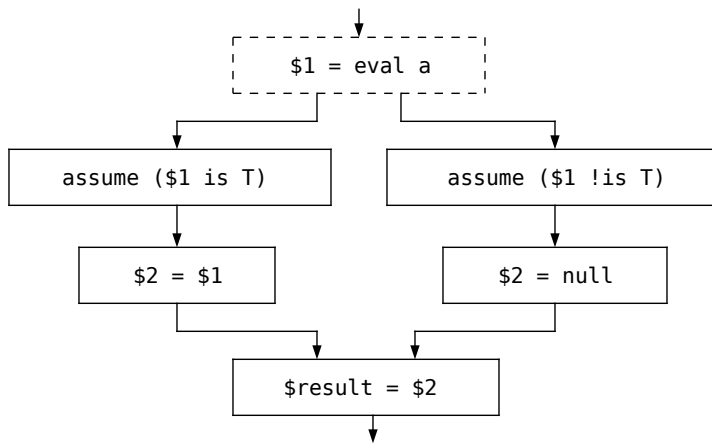 $1 = eval a
assume ($1 is T)
assume ($1 !is T)
$2 = $1
$2 = null
$result = $2